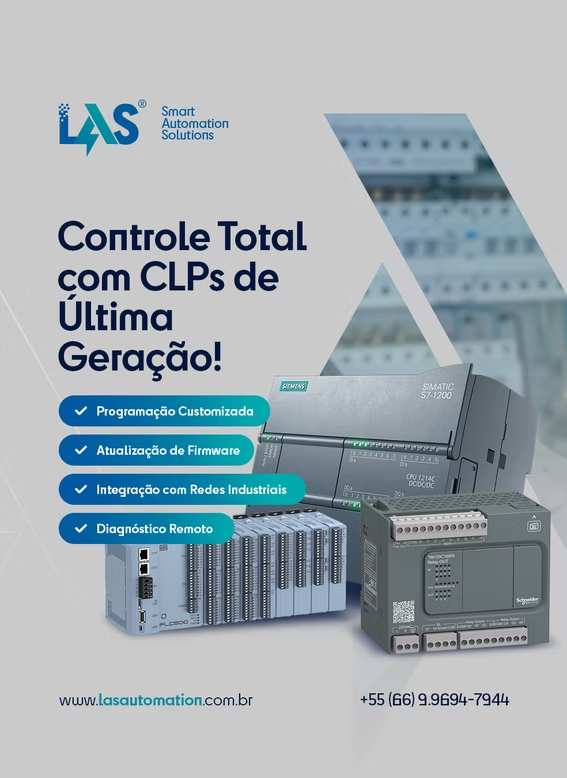 LAS®
Smart
Automation
Solutions
Controle Total
com CLPs de
Última
Geração!
Programação Customizada
Atualização de Firmware
Integração com Redes Industriais
Diagnóstico Remoto
SIEMENS
SIMATIC
S7-1200
CPU 1214C
DC/DC/DC
Relay OUT
Schneider
PLC500
www.lasautomation.com.br
+55 (66) 9.9694-7944